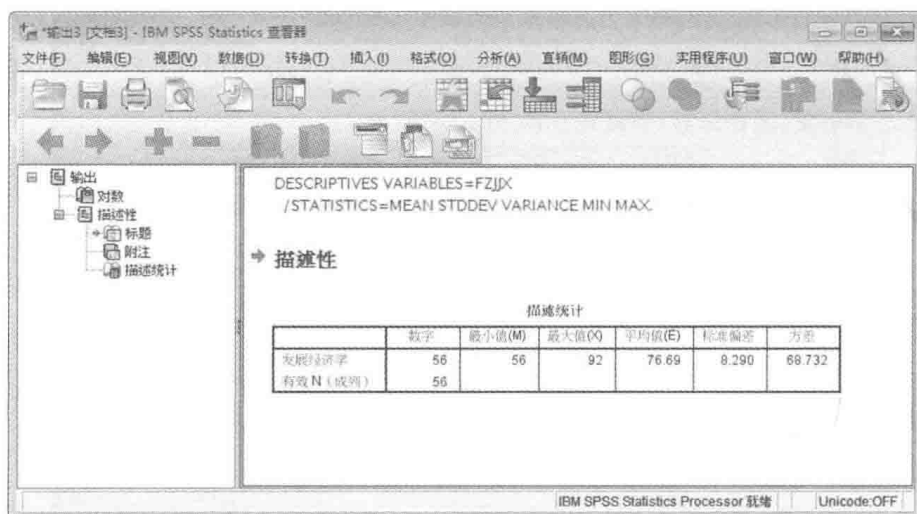 *输出3 [文档3] - IBM SPSS Statistics 查看器
文件(F) 编辑(E) 视图(V) 数据(D) 转换(T) 插入(I) 格式(O) 分析(A) 直销(M) 图形(G) 实用程序(U) 窗口(W) 帮助(H)
输出
对数
描述性
标题
附注
描述统计
DESCRIPTIVES VARIABLES=FZJJX
/STATISTICS=MEAN STDDEV VARIANCE MIN MAX.
描述性
描述统计
数字 最小值(M) 最大值(X) 平均值(E) 标准偏差 方差
发展经济学 56 56 92 76.69 8.290 68.732
有效 N（成列） 56
IBM SPSS Statistics Processor 就绪 Unicode:OFF